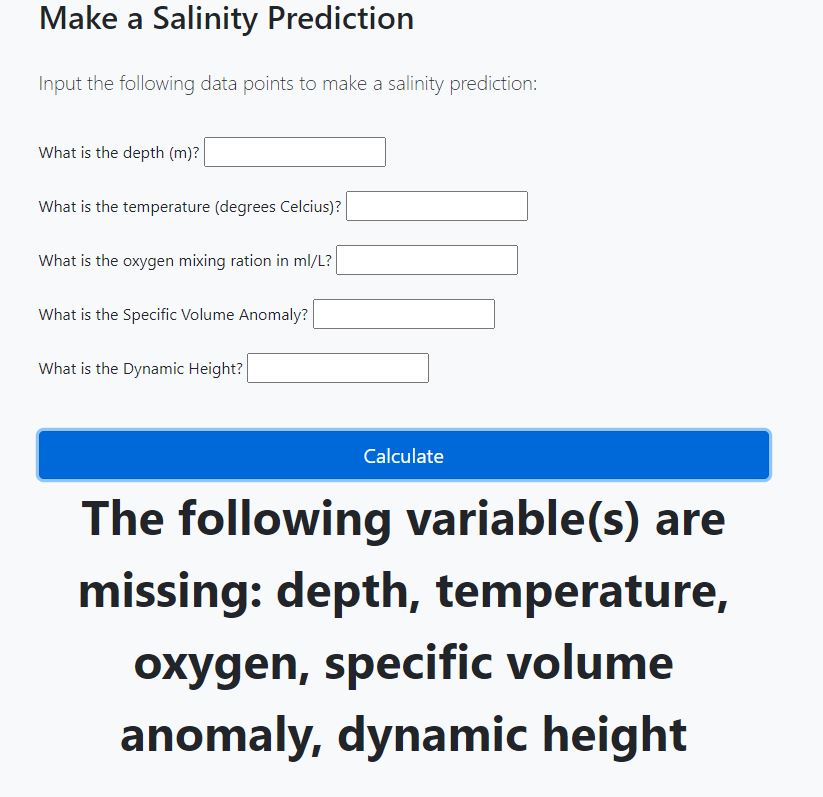 Make a Salinity Prediction
Input the following data points to make a salinity prediction:
What is the depth (m)?
What is the temperature (degrees Celcius)?
What is the oxygen mixing ration in ml/L?
What is the Specific Volume Anomaly?
What is the Dynamic Height?
Calculate
The following variable(s) are
missing: depth, temperature,
oxygen, specific volume
anomaly, dynamic height